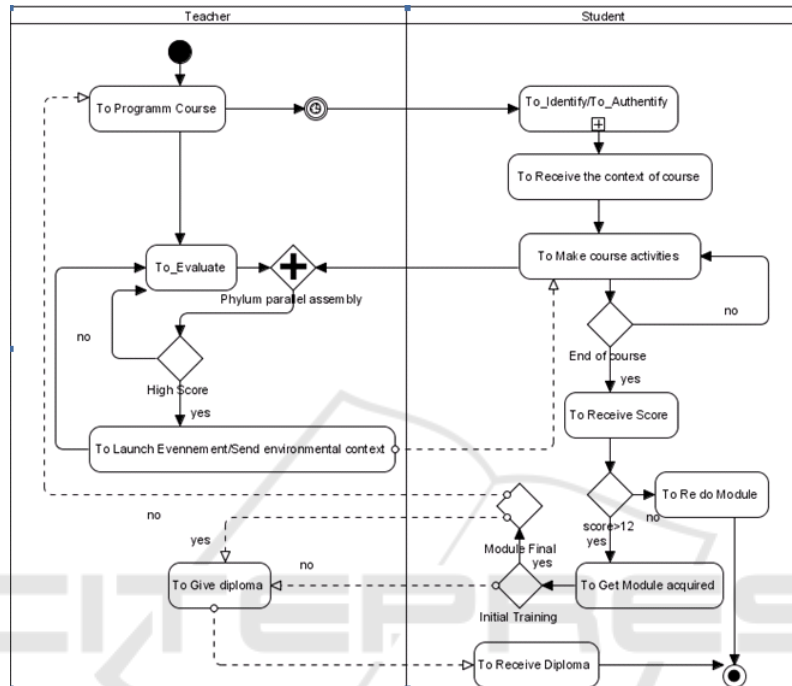 Teacher
Student
To Programm Course
To_Identify/To_Authentify
To Receive the context of course
To_Evaluate
To Make course activities
Phylum parallel assembly
no
no
End of course
High Score
yes
yes
To Receive Score
To Launch Evennement/Send environmental context
To Re do Module
no
score>12
no
yes
yes
Module Final
yes
no
To Give diploma
To Get Module acquired
Initial Training
To Receive Diploma
CITEPRES